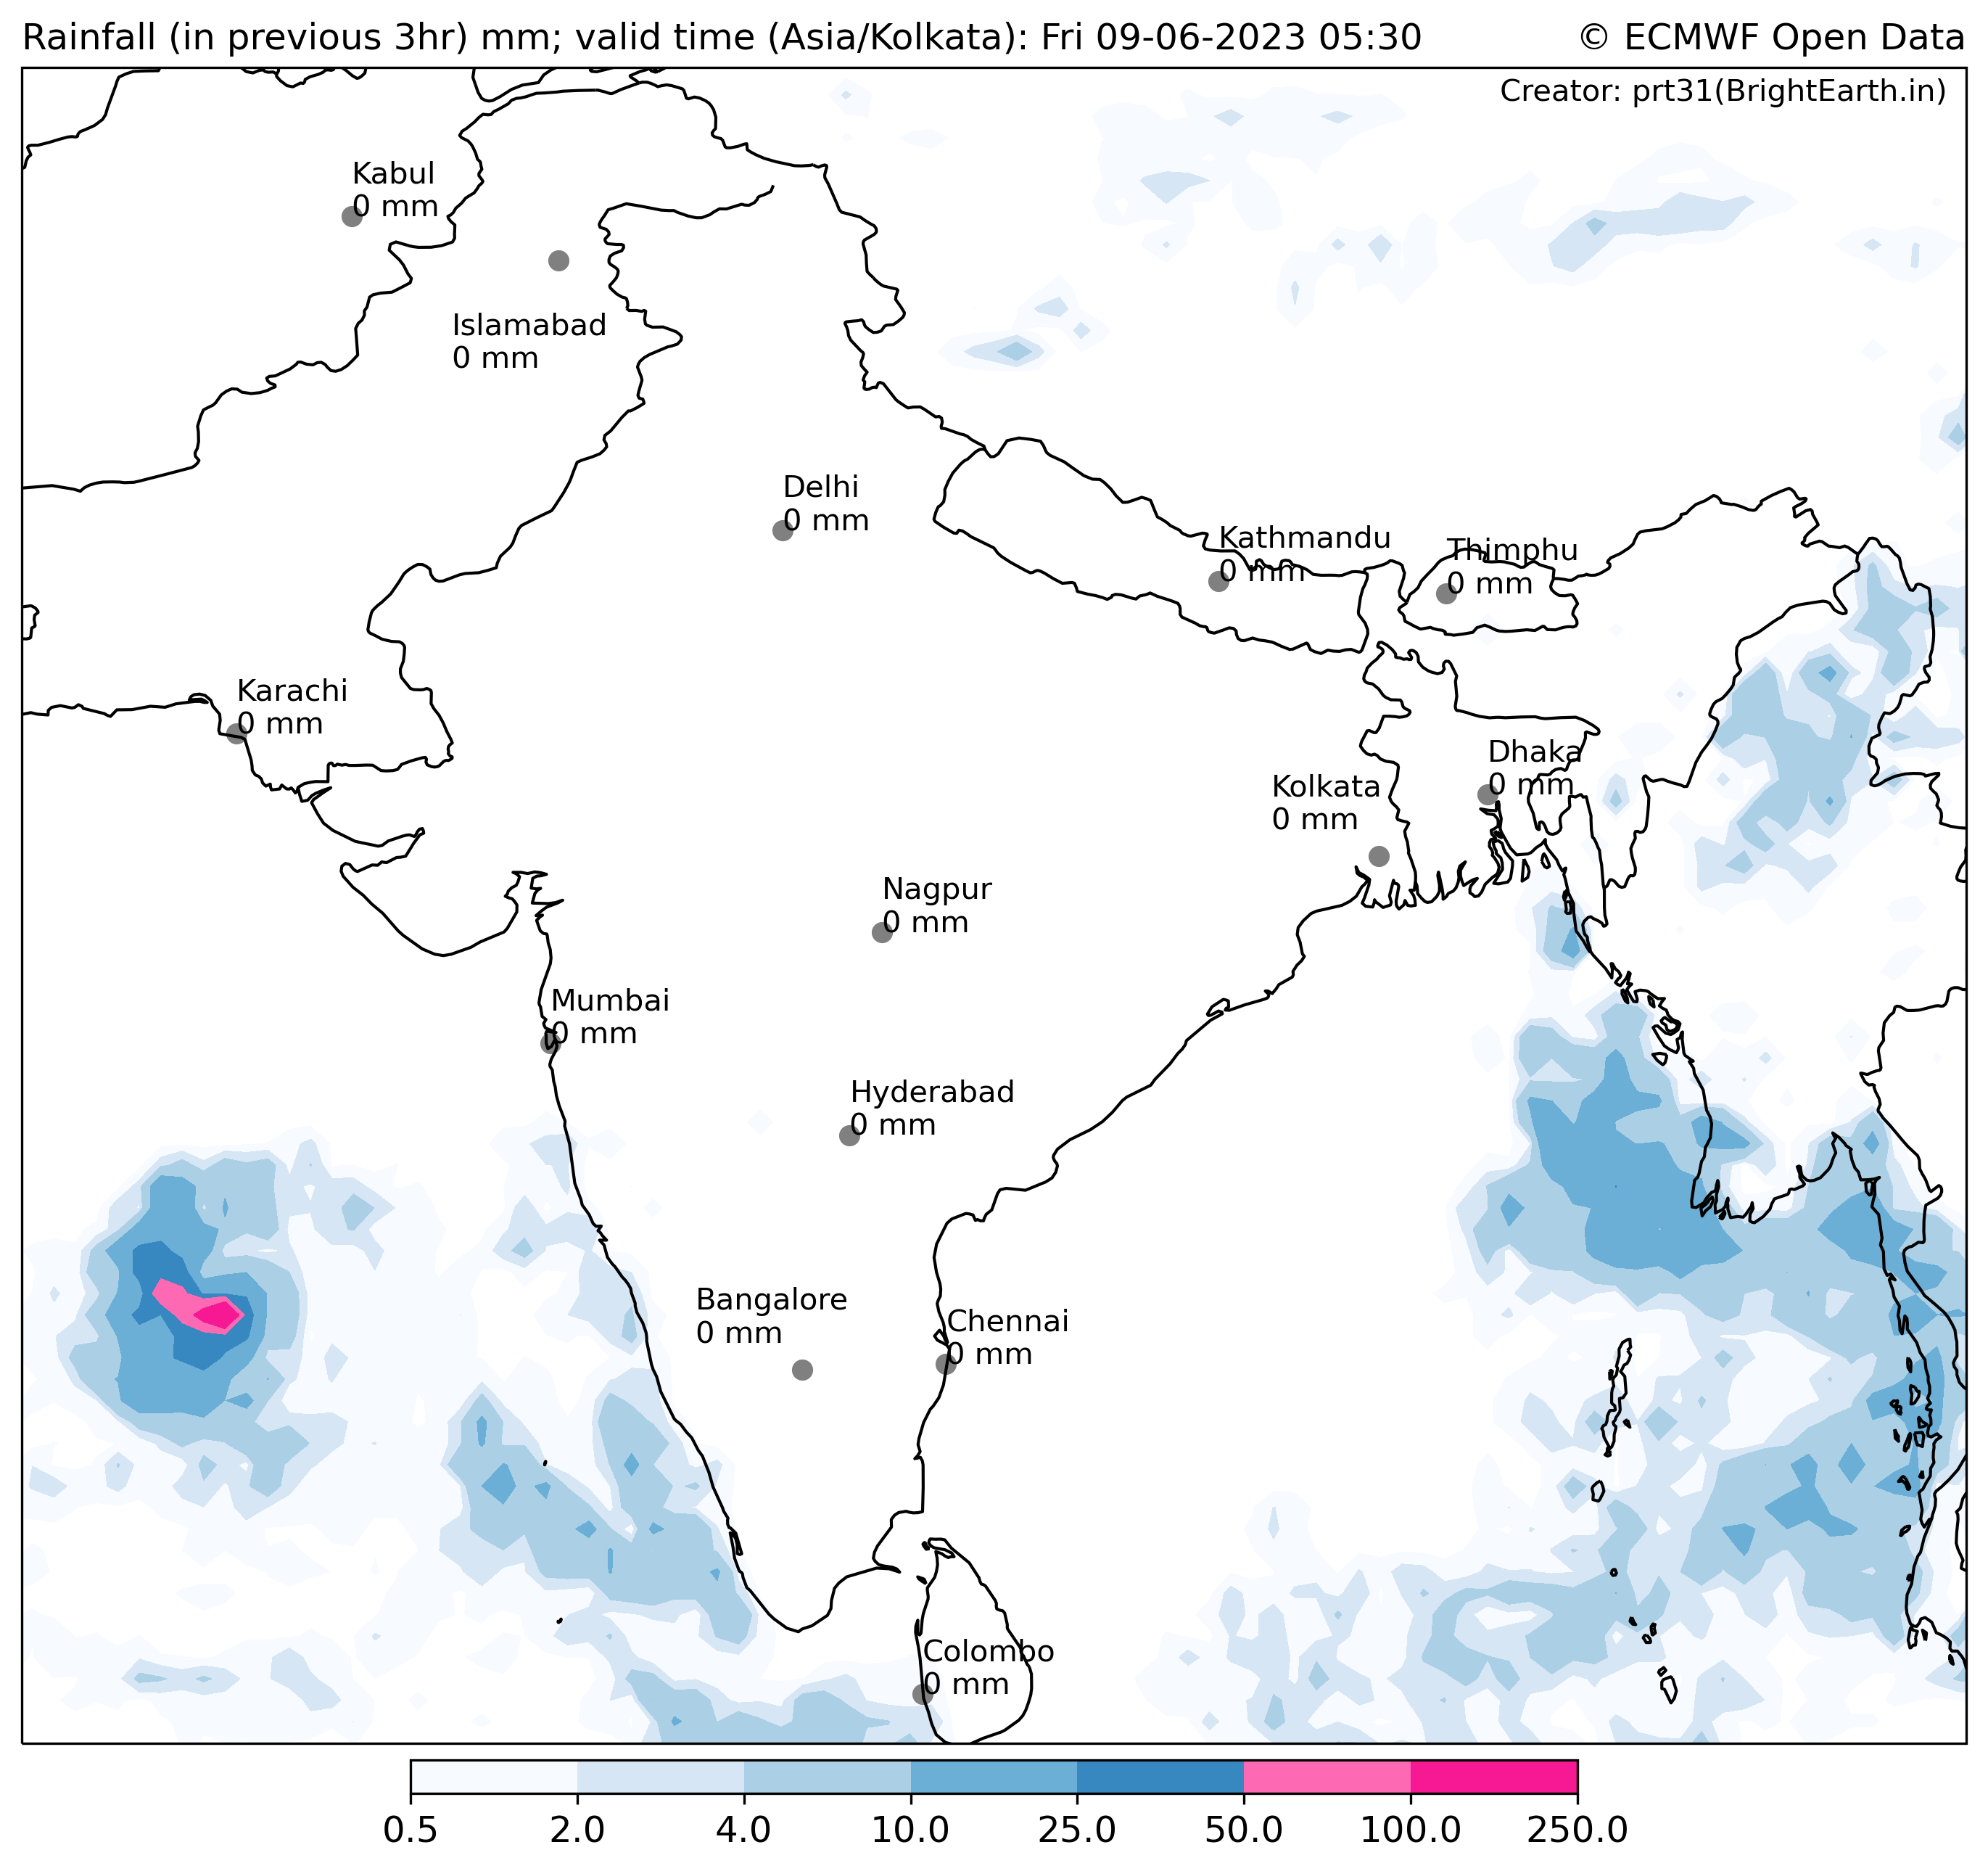 Rainfall (in previous 3hr) mm; valid time (Asia/Kolkata): Fri 09-06-2023 05:30
© ECMWF Open Data
Creator: prt31(BrightEarth.in)
Kabul
0 mm
Islamabad
0 mm
Delhi
0 mm
Kathmandu
0 mm
Thimphu
0 mm
Karachi
0 mm
Dhaka
0 mm
Kolkata
0 mm
Nagpur
0 mm
Mumbai
0 mm
Hyderabad
0 mm
Bangalore
0 mm
Chennai
0 mm
Colombo
0 mm
0.5 2.0 4.0 10.0 25.0 50.0 100.0 250.0